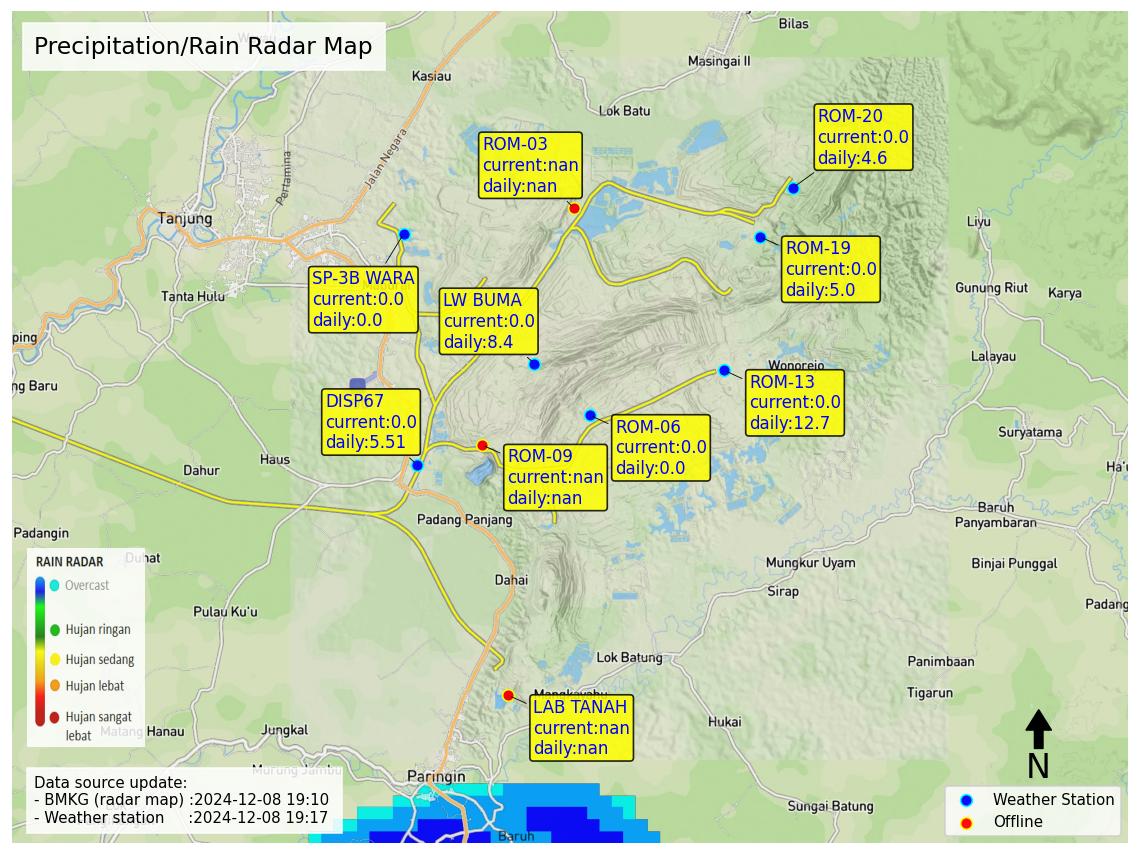 Precipitation/Rain Radar Map
Bilas
Masingai II
Kasiau
Lok Batu
Jalan Negara
Pertamina
Tanjung
Tanta Hulu
ROM-03
current:nan
daily:nan
ROM-20
current:0.0
daily:4.6
ROM-19
current:0.0
daily:5.0
SP-3B WARA
current:0.0
daily:0.0
LW BUMA
current:0.0
daily:8.4
Liyu
Gunung Riut
Karya
Lalayau
ping
ng Baru
Wonorejo
ROM-13
current:0.0
daily:12.7
DISP67
current:0.0
daily:5.51
ROM-06
current:0.0
daily:0.0
ROM-09
current:nan
daily:nan
Suryatama
Ha'u
Haus
Dahur
Padang Panjang
Baruh
Panyambaran
Padangin
Duhat
Dahai
Mungkur Uyam
Binjai Punggal
Sirap
Padang
Pulau Ku'u
RAIN RADAR
Overcast
Hujan ringan
Hujan sedang
Hujan lebat
Hujan sangat
lebat
Lok Batung
Panimbaan
Tigarun
Mangkayahu
LAB TANAH
current:nan
daily:nan
Hukai
Matang Hanau
Jungkal
Murung Jambu
Paringin
Sungai Batung
Baruh
Data source update:
- BMKG (radar map) :2024-12-08 19:10
- Weather station :2024-12-08 19:17
N
Weather Station
Offline